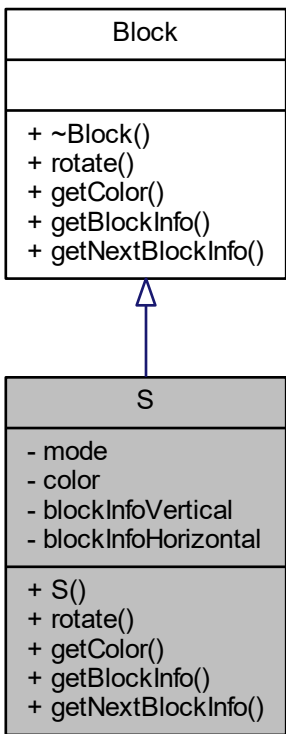 Block
+ ~Block()
+ rotate()
+ getColor()
+ getBlockInfo()
+ getNextBlockInfo()
S
- mode
- color
- blockInfoVertical
- blockInfoHorizontal
+ S()
+ rotate()
+ getColor()
+ getBlockInfo()
+ getNextBlockInfo()